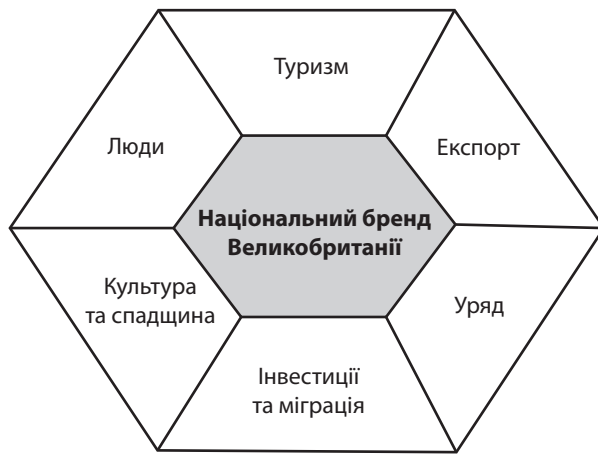 Туризм
Люди
Експорт
Національний бренд
Великобританії
Культура
та спадщина
Уряд
Інвестиції
та міграція